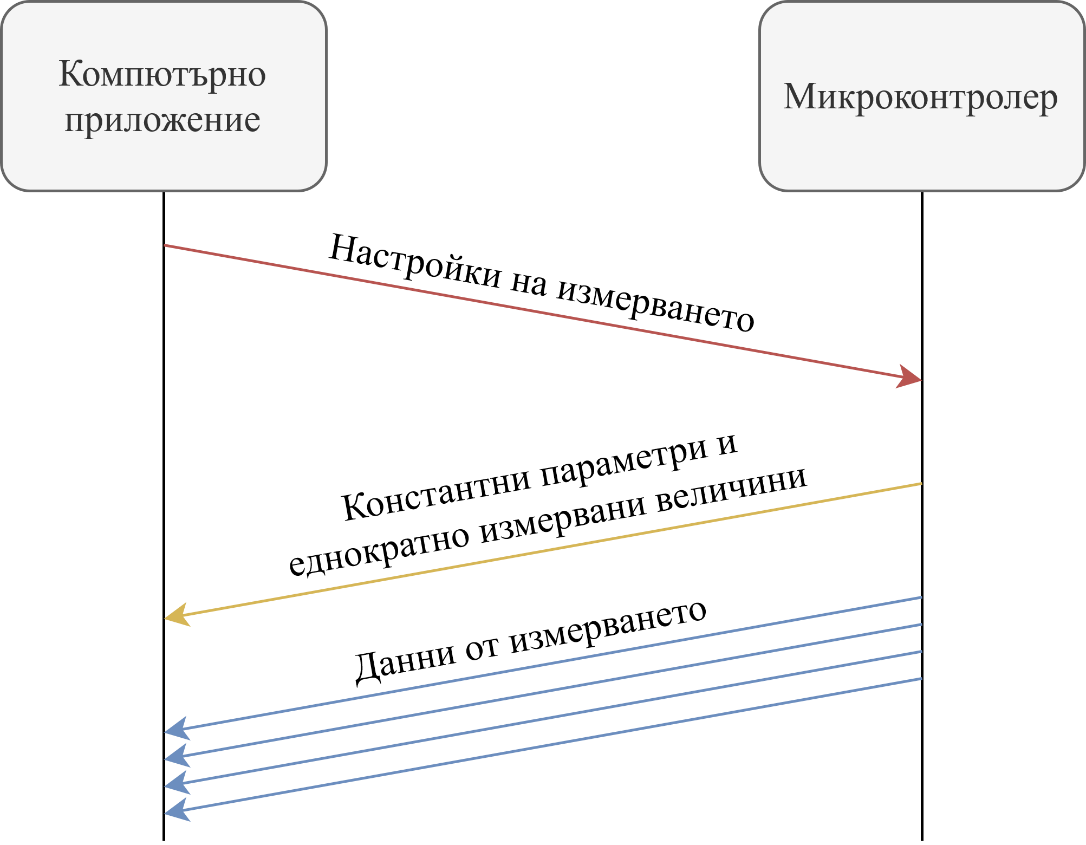 Компютърно
приложение
Микроконтролер
Настройки на измерването
Константни параметри и
еднократно измервани величини
Данни от измерването